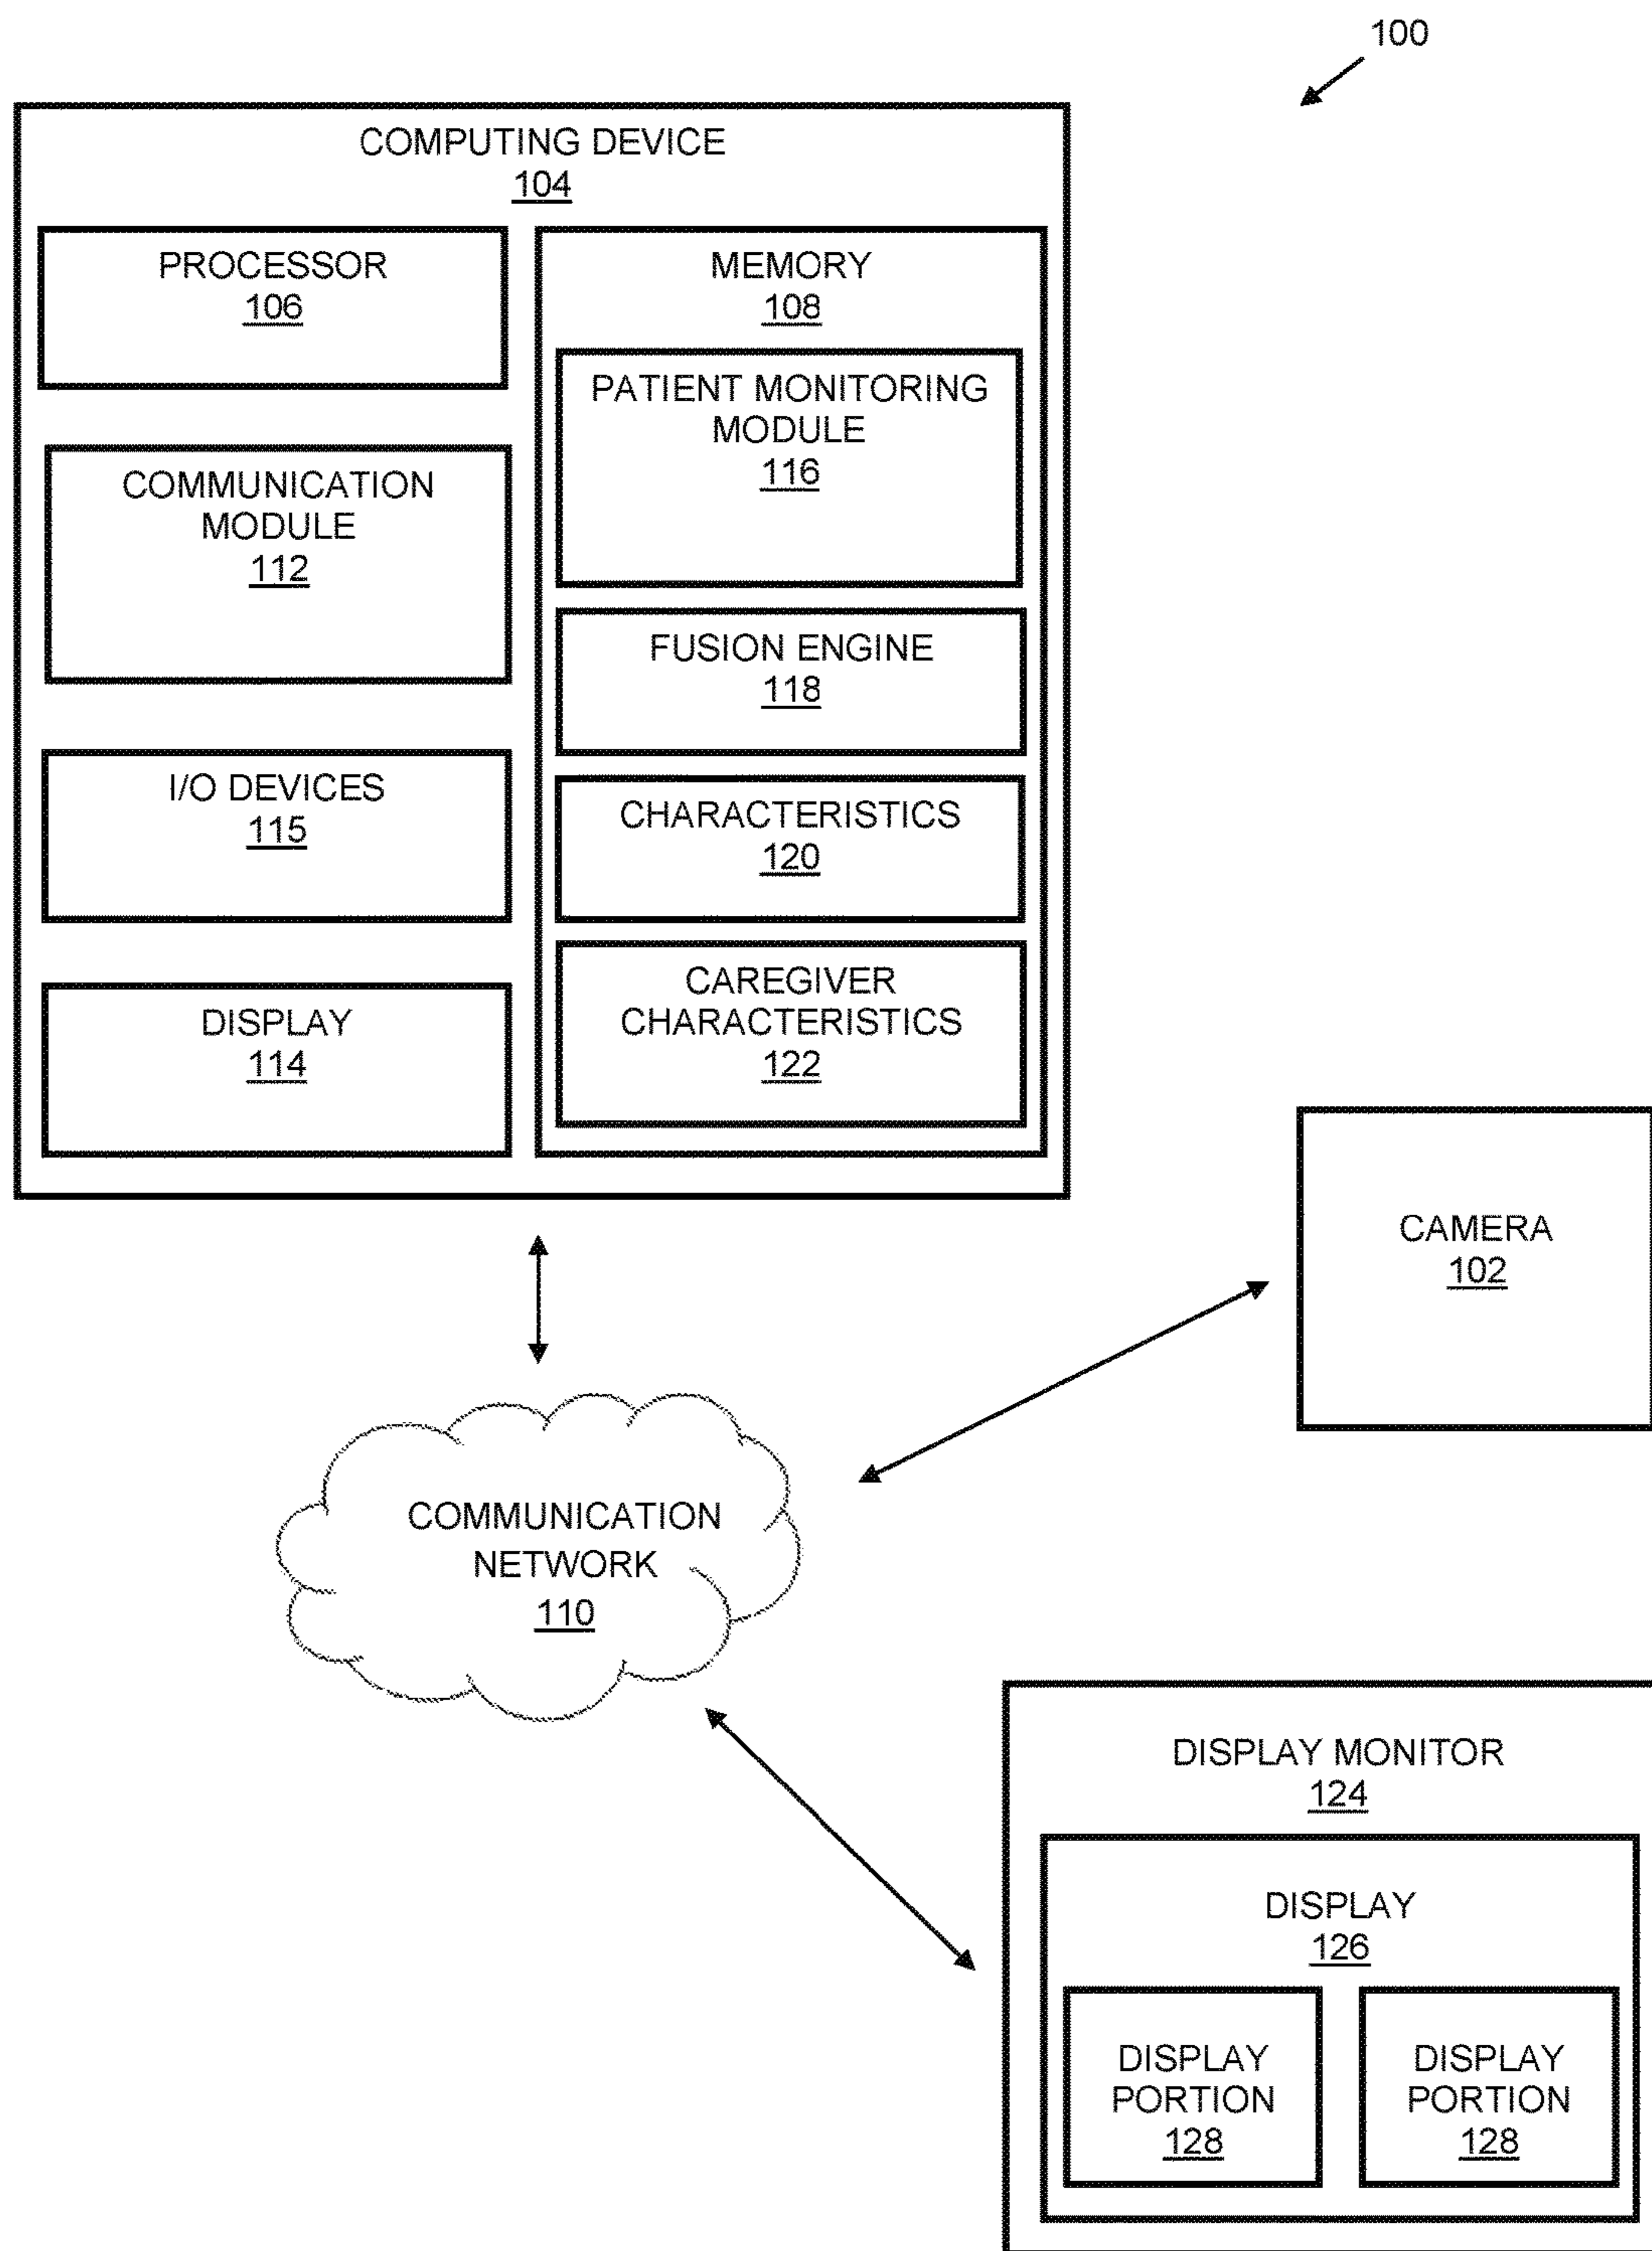 100
COMPUTING DEVICE
104
PROCESSOR
106
COMMUNICATION
MODULE
112
I/O DEVICES
115
DISPLAY
114
MEMORY
108
PATIENT MONITORING
MODULE
116
FUSION ENGINE
118
CHARACTERISTICS
120
CAREGIVER
CHARACTERISTICS
122
CAMERA
102
COMMUNICATION
NETWORK
110
DISPLAY MONITOR
124
DISPLAY
126
DISPLAY
PORTION
128
DISPLAY
PORTION
128